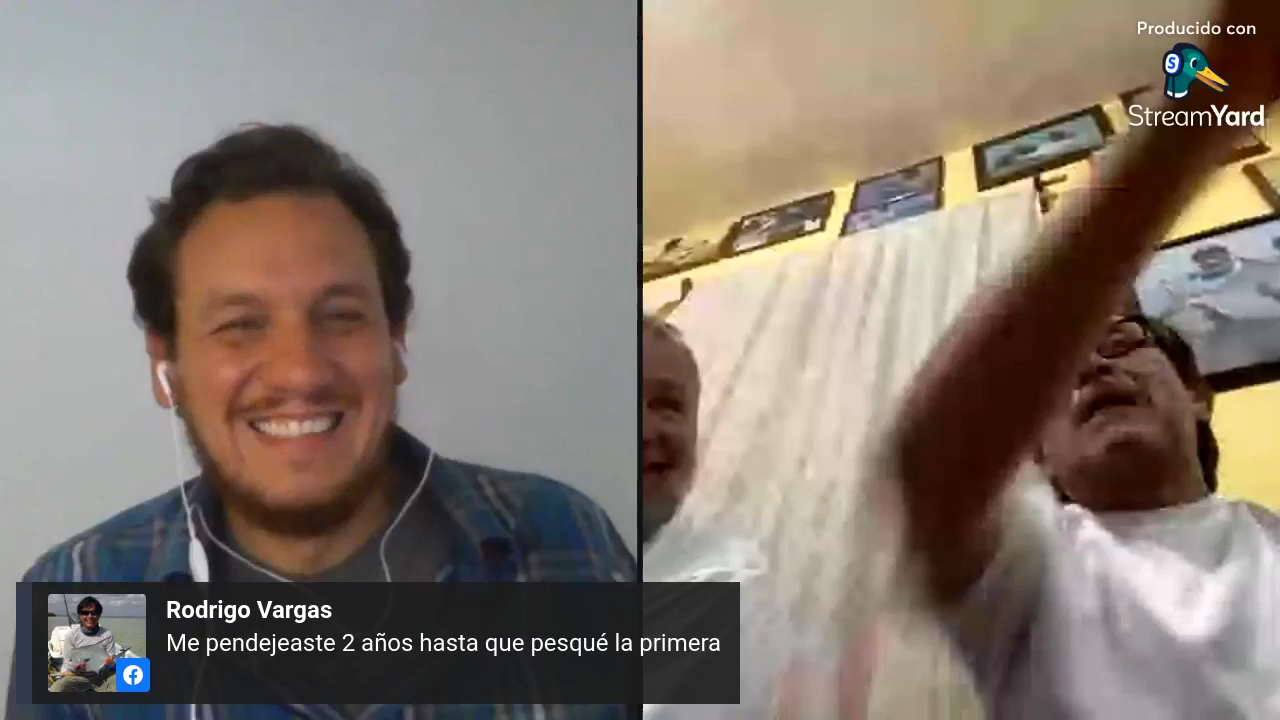 Producido con
StreamYard
Rodrigo Vargas
Me pendejeaste 2 años hasta que pesqué la primera